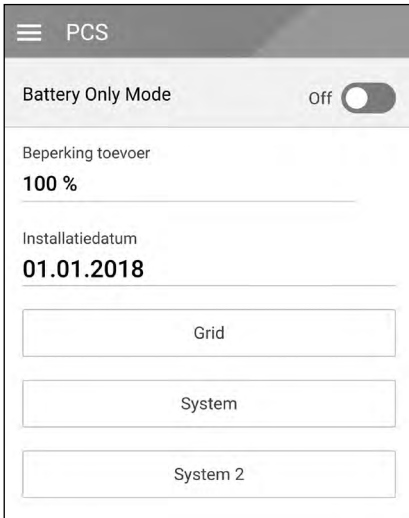 PCS
Battery Only Mode
Off
Beperking toevoer
100 %
Installatiedatum
01.01.2018
Grid
System
System 2